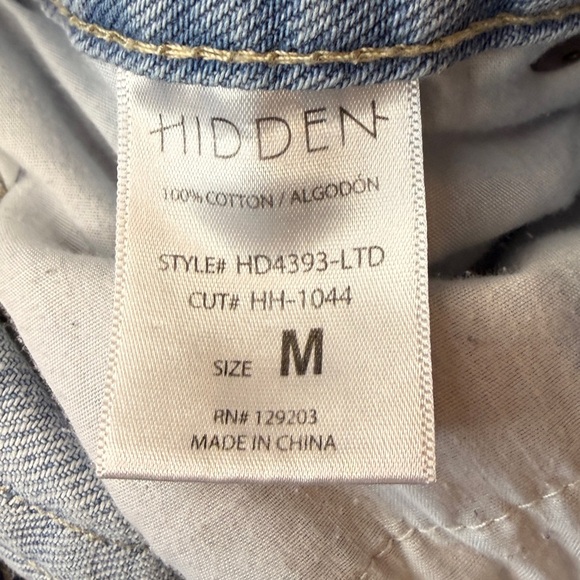 HIDDEN
100% COTTON / ALGODÓN
STYLE# HD4393-LTD
CUT# HH-1044
SIZE M
RN# 129203
MADE IN CHINA